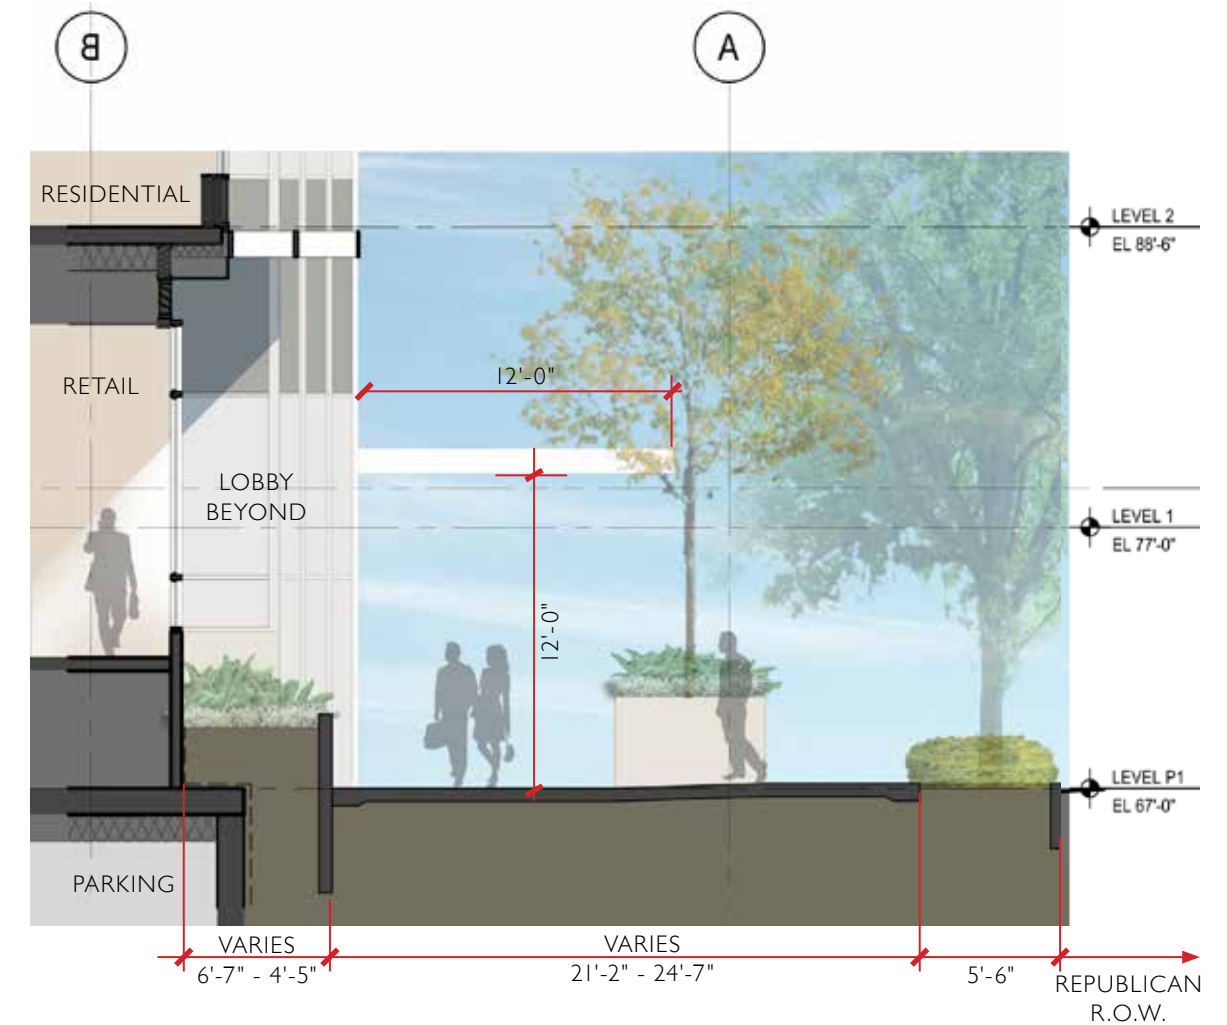 B
A
RESIDENTIAL
LEVEL 2
EL 88'-6"
RETAIL
12'-0"
LOBBY
BEYOND
LEVEL 1
EL 77'-0"
12'-0"
LEVEL P1
EL 67'-0"
PARKING
VARIES
6'-7" - 4'-5"
VARIES
21'-2" - 24'-7"
5'-6"
REPUBLICAN
R.O.W.